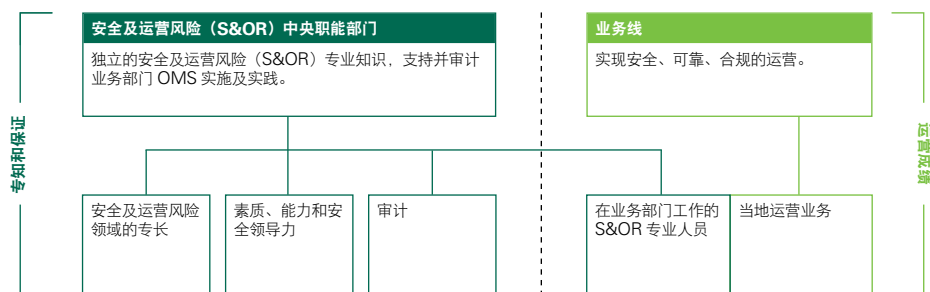 安全及运营风险（S&OR）中央职能部门
独立的安全及运营风险（S&OR）专业知识，支持并审计
业务部门 OMS 实施及实践。
业务线
实现安全、可靠、合规的运营。
专知和保证
运营成绩
安全及运营风险
领域的专长
素质、能力和安
全领导力
审计
在业务部门工作的
S&OR 专业人员
当地运营业务